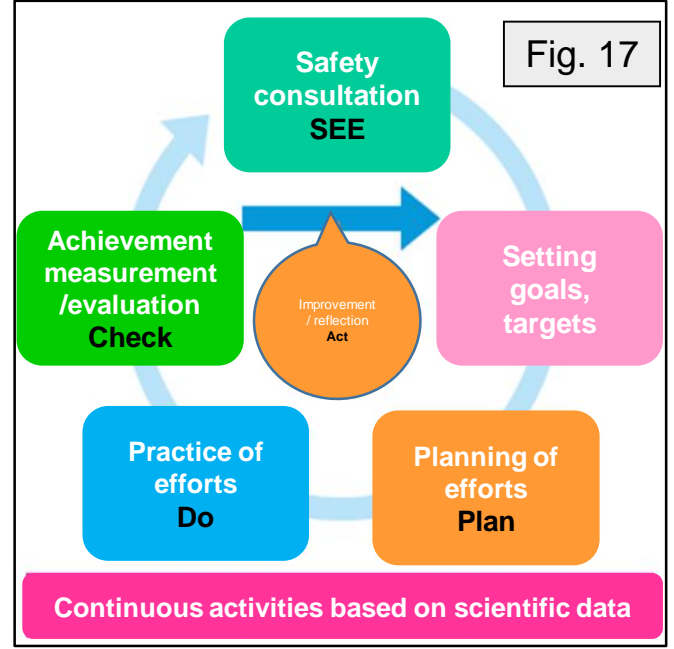 Fig. 17
Safety
consultation
SEE
Setting
goals,
targets
Planning of
efforts
Plan
Practice of
efforts
Do
Achievement
measurement
/evaluation
Check
Improvement
/ reflection
Act
Continuous activities based on scientific data